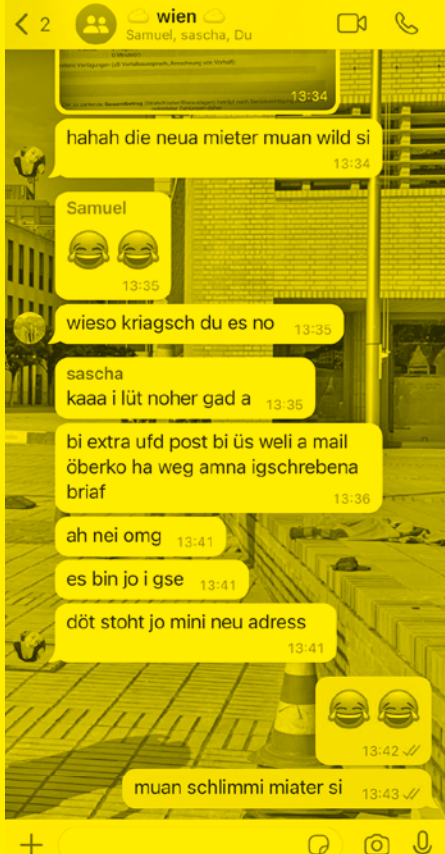 2
☁ wien ☁
Samuel, sascha, Du
13:34
hahah die neua mieter muan wild si
13:34
Samuel
😂 😂
13:35
wieso kriagsch du es no 13:35
sascha
kaaa i lüt noher gad a 13:35
bi extra ufd post bi üs weli a mail
öberko ha weg amna igschrebena
briaf
13:36
ah nei omg 13:41
es bin jo i gse 13:41
döt stoht jo mini neu adress
13:41
😂 😂
13:42
muan schlimmi miater si 13:43